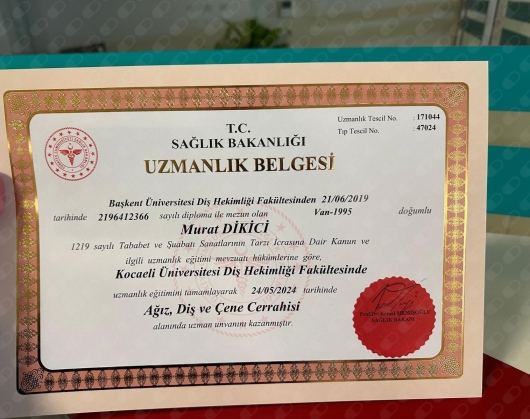 Uzmanlık Tescil No. : 171044
Tıp Tescil No. : 47024
T.C.
SAĞLIK BAKANLIĞI
UZMANLIK BELGESİ
Başkent Üniversitesi Diş Hekimliği Fakültesinden 21/06/2019
tarihinde 2196412366 sayılı diploma ile mezun olan Van-1995 doğumlu
Murat DİKİCİ
1219 sayılı Tababet ve Şuabatı Sanatlarının Tarzı İcrasına Dair Kanun ve
ilgili uzmanlık eğitimi mevzuatı hükümlerine göre,
Kocaeli Üniversitesi Diş Hekimliği Fakültesinde
uzmanlık eğitimini tamamlayarak 24/05/2024 tarihinde
Ağız, Diş ve Çene Cerrahisi
alanında uzman unvanını kazanmıştır.
SAĞLIK BAKANI